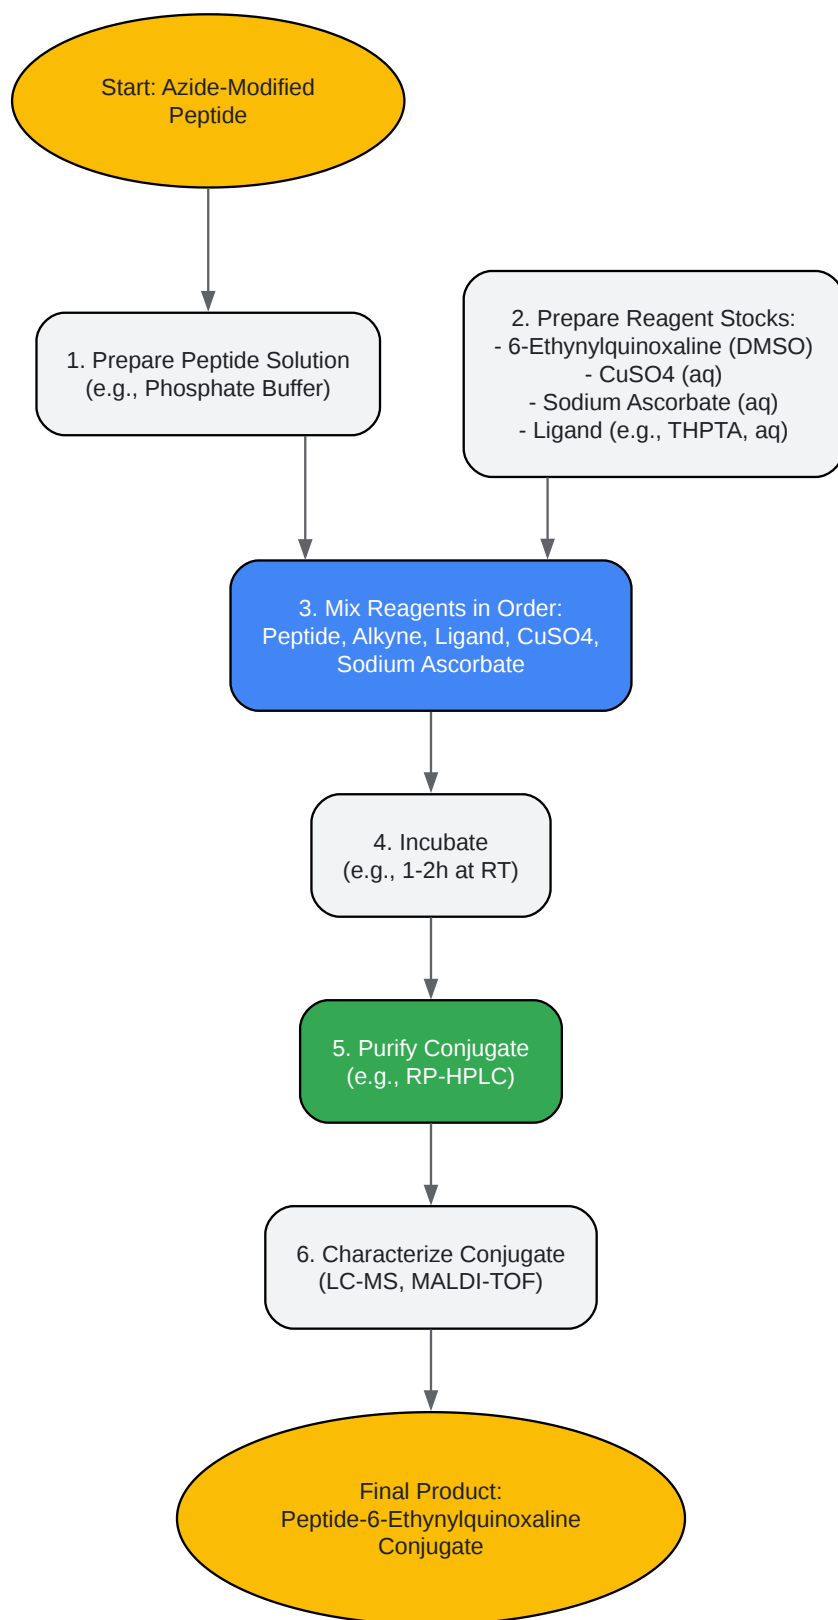 Start: Azide-Modified
Peptide
1. Prepare Peptide Solution
(e.g., Phosphate Buffer)
2. Prepare Reagent Stocks:
- 6-Ethynylquinoxaline (DMSO)
- CuSO4 (aq)
- Sodium Ascorbate (aq)
- Ligand (e.g., THPTA, aq)
3. Mix Reagents in Order:
Peptide, Alkyne, Ligand, CuSO4,
Sodium Ascorbate
4. Incubate
(e.g., 1-2h at RT)
5. Purify Conjugate
(e.g., RP-HPLC)
6. Characterize Conjugate
(LC-MS, MALDI-TOF)
Final Product:
Peptide-6-Ethynylquinoxaline
Conjugate